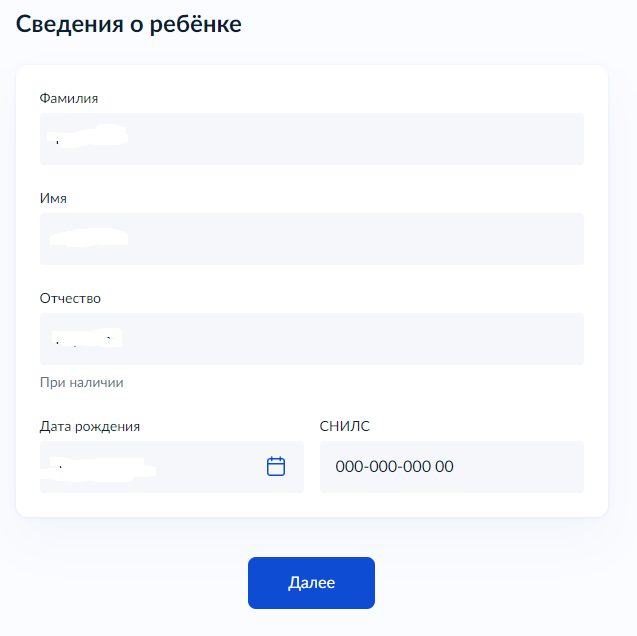 Сведения о ребёнке
Фамилия
Имя
Отчество
При наличии
Дата рождения
СНИЛС
000-000-000 00
Далее